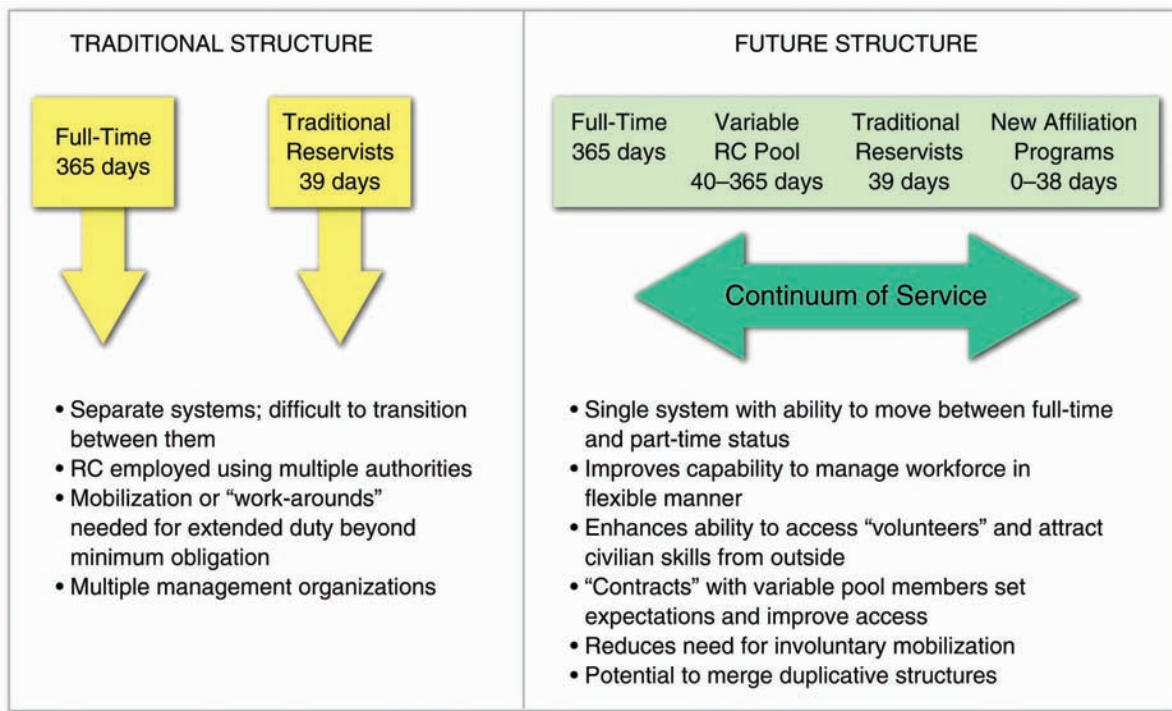 TRADITIONAL STRUCTURE
Full-Time
365 days
Traditional
Reservists
39 days
• Separate systems; difficult to transition
between them
• RC employed using multiple authorities
• Mobilization or “work-arounds”
needed for extended duty beyond
minimum obligation
• Multiple management organizations
FUTURE STRUCTURE
Full-Time
365 days
Variable
RC Pool
40–365 days
Traditional
Reservists
39 days
New Affiliation
Programs
0–38 days
Continuum of Service
• Single system with ability to move between full-time
and part-time status
• Improves capability to manage workforce in
flexible manner
• Enhances ability to access “volunteers” and attract
civilian skills from outside
• “Contracts” with variable pool members set
expectations and improve access
• Reduces need for involuntary mobilization
• Potential to merge duplicative structures